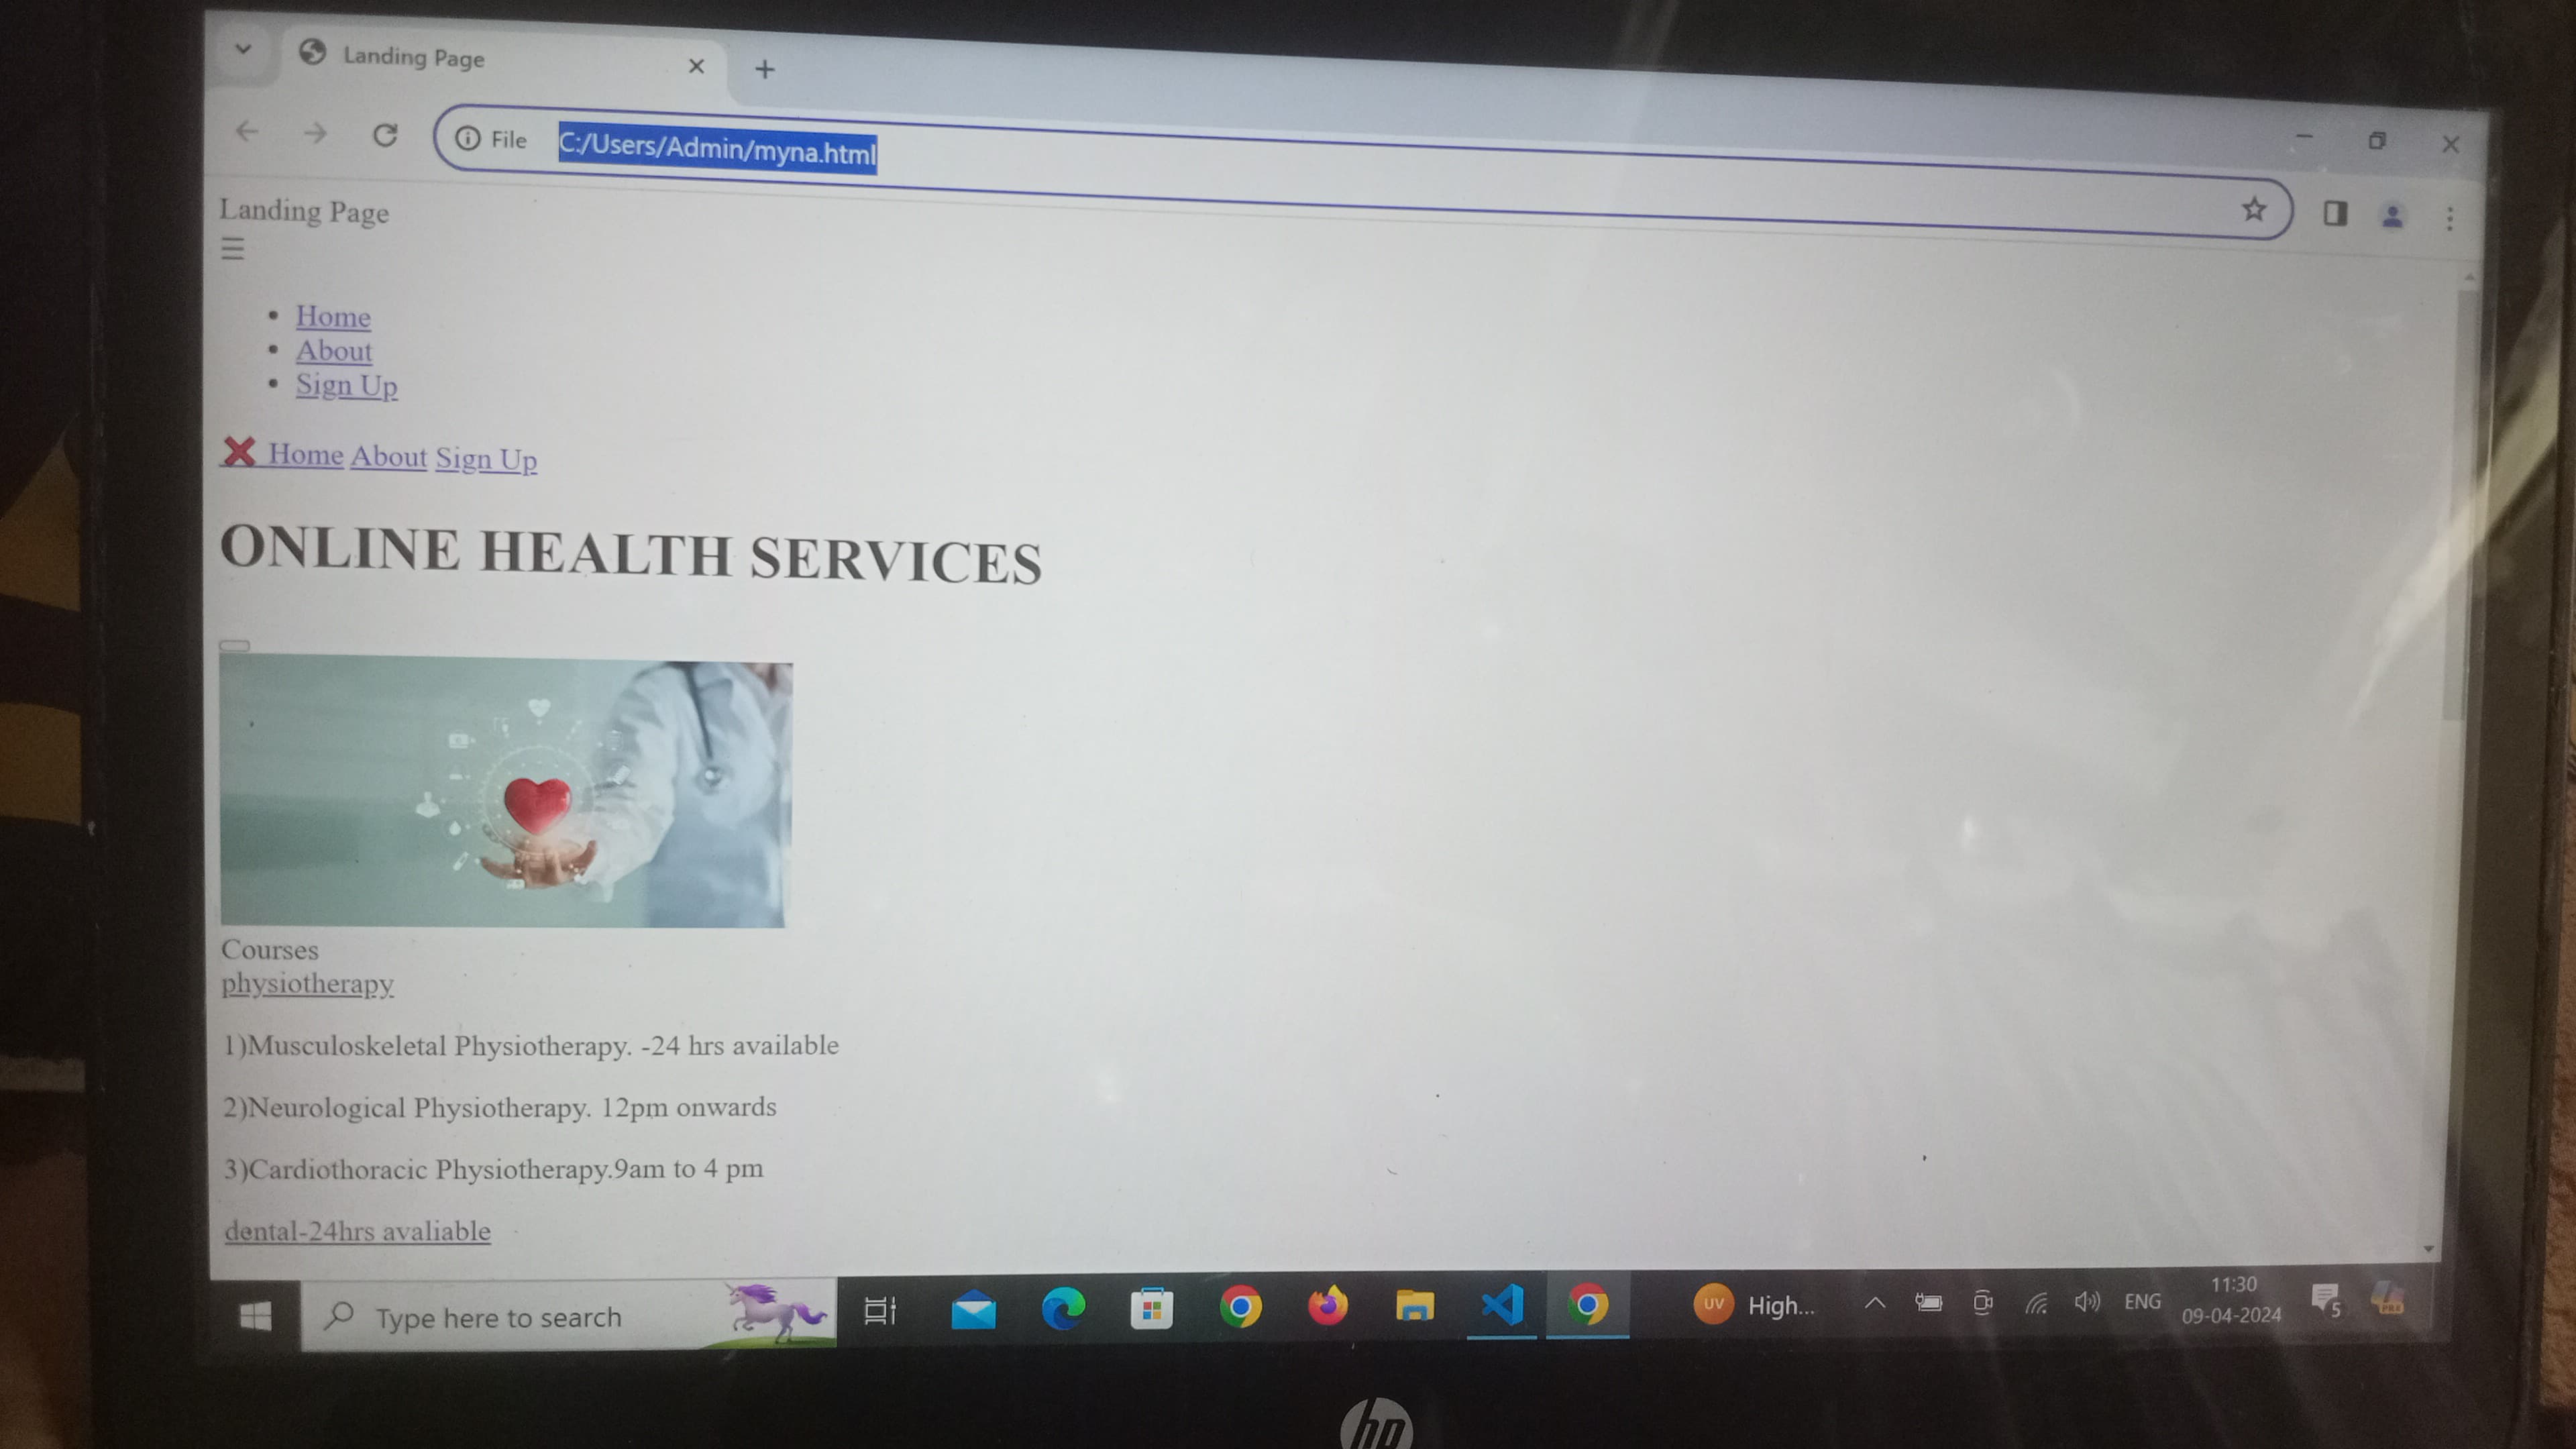 Landing Page
File C:/Users/Admin/myna.html
Landing Page
☰
• Home
• About
• Sign Up
❌ Home About Sign Up
ONLINE HEALTH SERVICES
Courses
physiotherapy
1)Musculoskeletal Physiotherapy. -24 hrs available
2)Neurological Physiotherapy. 12pm onwards
3)Cardiothoracic Physiotherapy.9am to 4 pm
dental-24hrs avaliable
Type here to search
UV High...
ENG
11:30
09-04-2024
5
PRE
hp